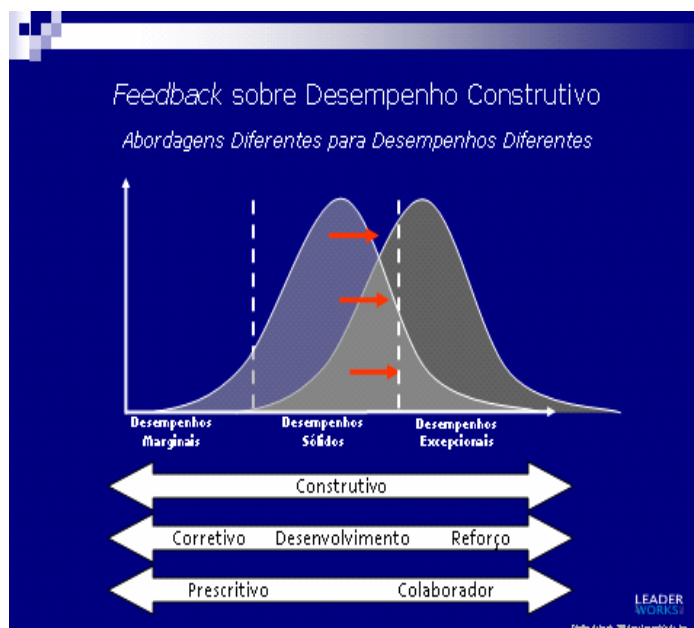 Feedback sobre Desempenho Construtivo
Abordagens Diferentes para Desempenhos Diferentes
Desempenhos Marginais
Desempenhos Sólidos
Desempenhos Excepcionais
Construtivo
Corretivo Desenvolvimento Reforço
Prescritivo Colaborador
LEADER
WORKS